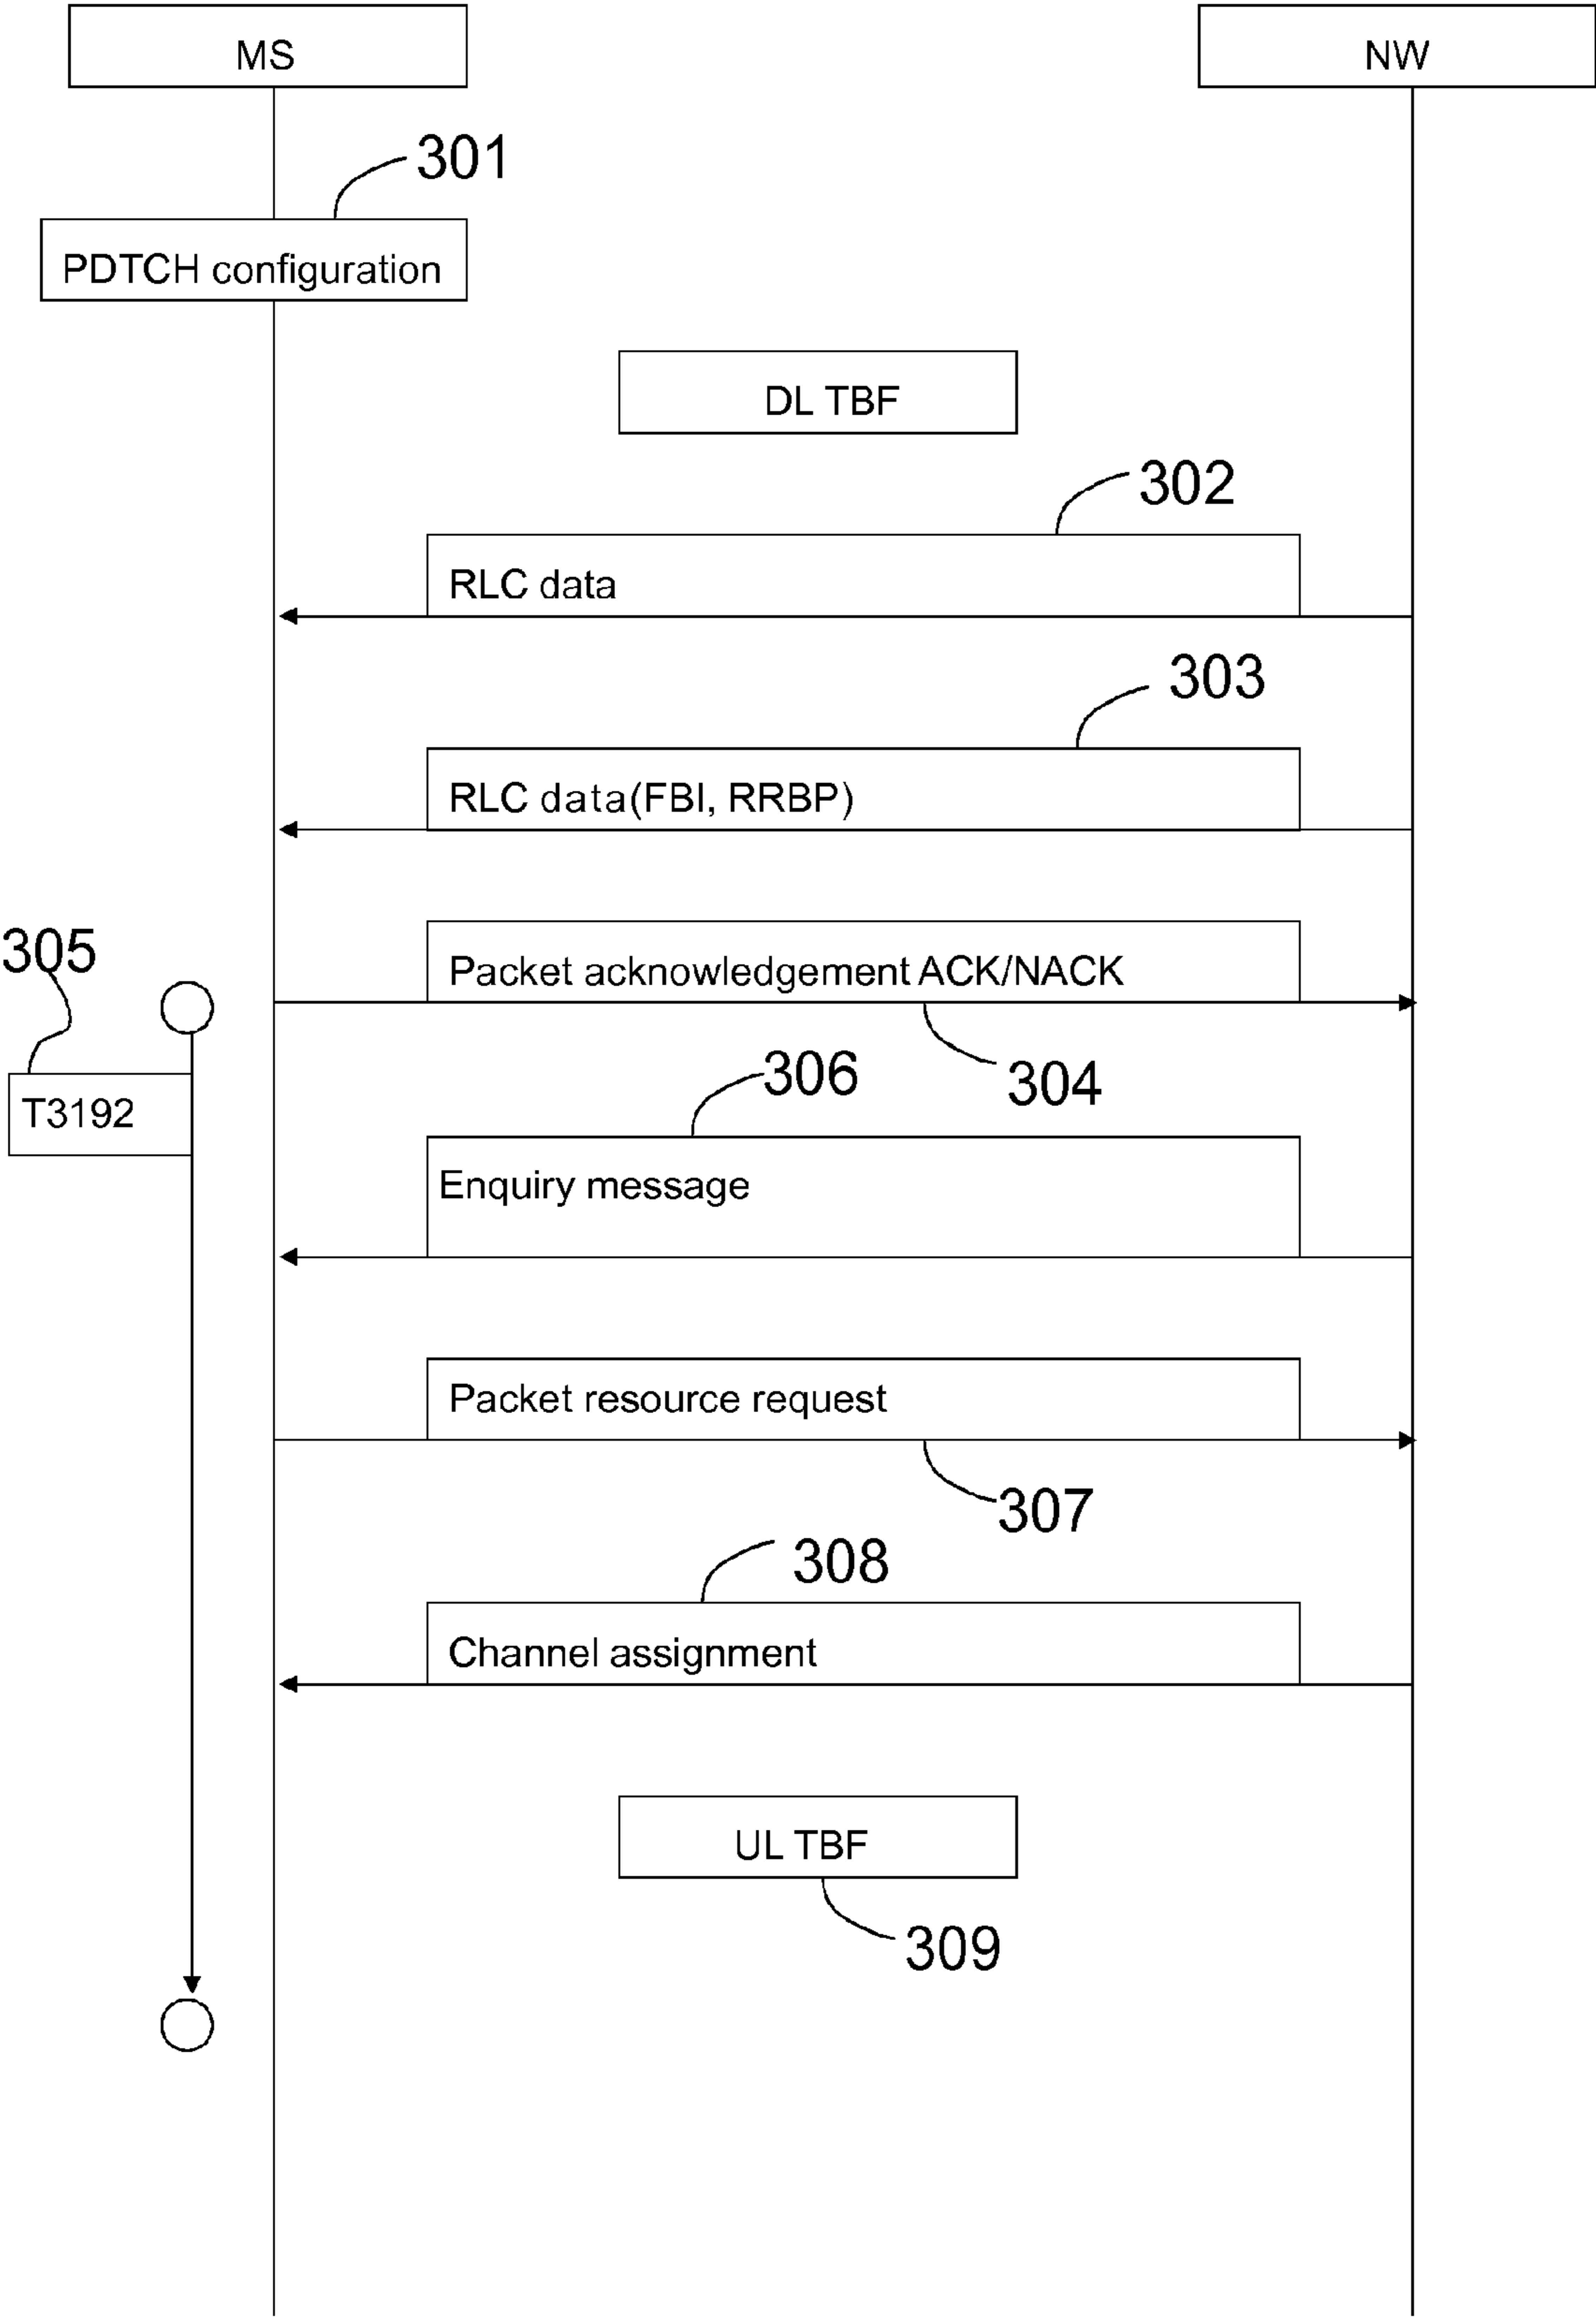 MS
NW
301
PDTCH configuration
DL TBF
302
RLC data
303
RLC data(FBI, RRBP)
305
Packet acknowledgement ACK/NACK
304
T3192
306
Enquiry message
Packet resource request
307
308
Channel assignment
UL TBF
309